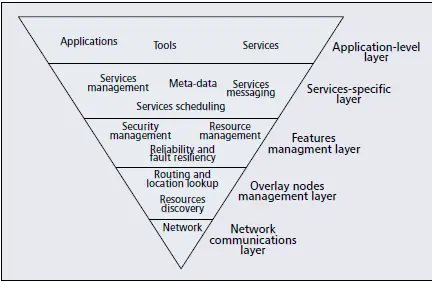 Applications
Tools
Services
Application-level
layer
Services
management
Meta-data
Services
messaging
Services scheduling
Services-specific
layer
Security
management
Resource
management
Reliability and
fault resiliency
Features
managment layer
Routing and
location lookup
Resources
discovery
Overlay nodes
management layer
Network
Network
communications
layer